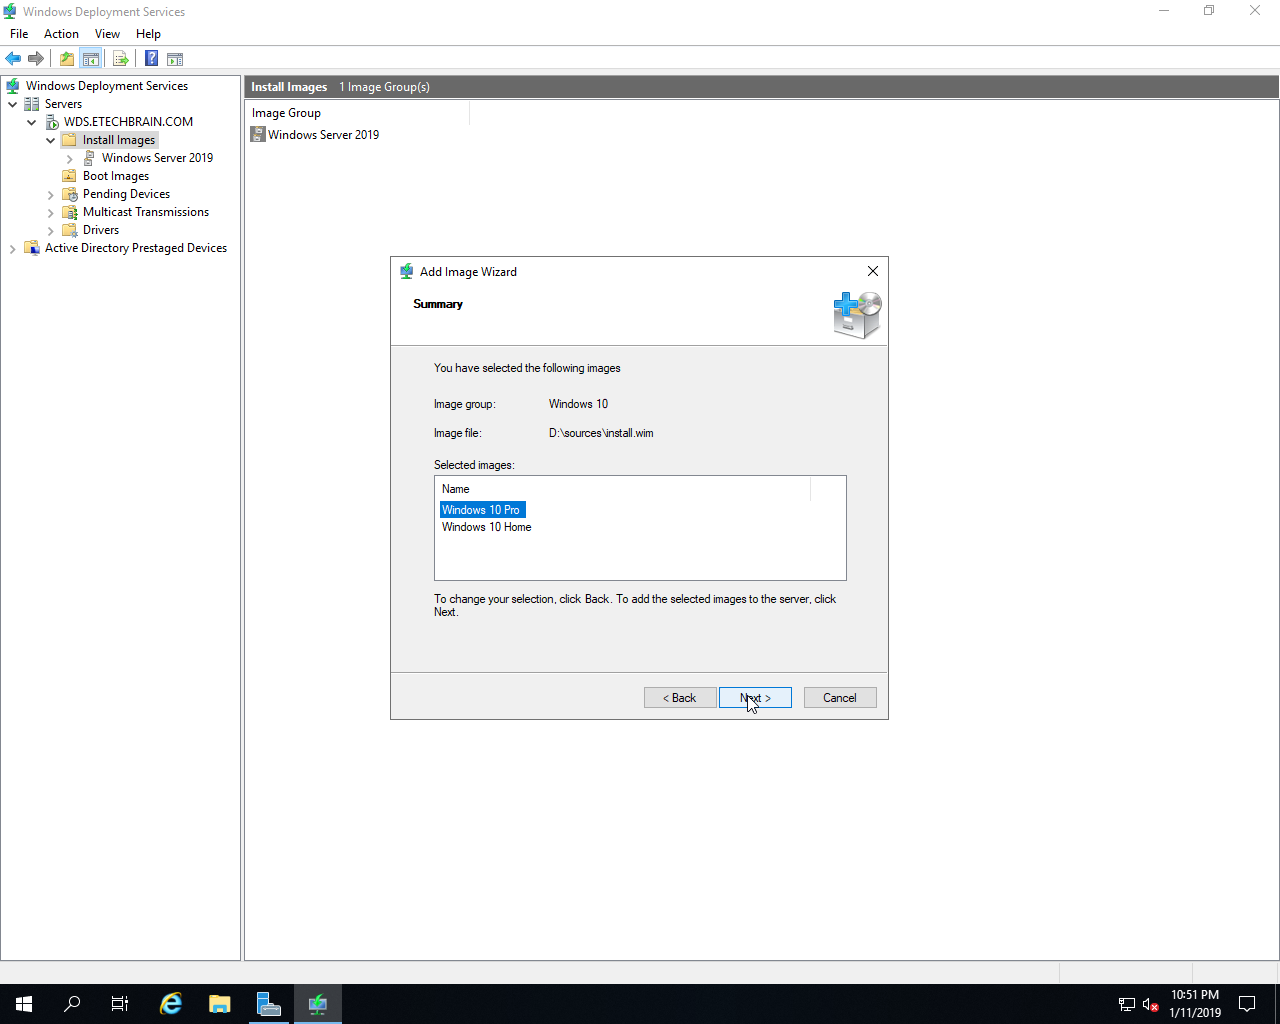 Windows Deployment Services
File Action View Help
Windows Deployment Services
Servers
WDS.ETECHBRAIN.COM
Install Images
Windows Server 2019
Boot Images
Pending Devices
Multicast Transmissions
Drivers
Active Directory Prestaged Devices
Install Images 1 Image Group(s)
Image Group
Windows Server 2019
Add Image Wizard
Summary
You have selected the following images
Image group: Windows 10
Image file: D:\sources\install.wim
Selected images:
Name
Windows 10 Pro
Windows 10 Home
To change your selection, click Back. To add the selected images to the server, click
Next.
< Back Next > Cancel
10:51 PM
1/11/2019